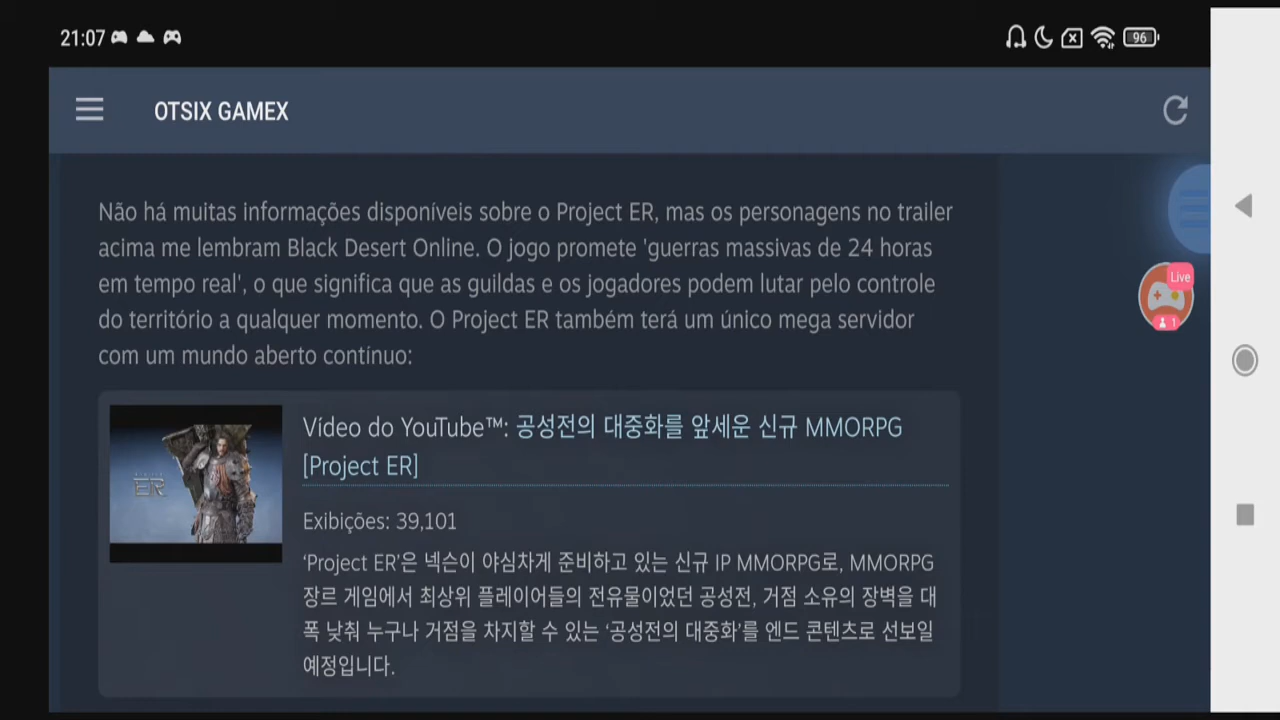 21:07
96
OTSIX GAMEX
Não há muitas informações disponíveis sobre o Project ER, mas os personagens no trailer
acima me lembram Black Desert Online. O jogo promete 'guerras massivas de 24 horas
em tempo real', o que significa que as guildas e os jogadores podem lutar pelo controle
do território a qualquer momento. O Project ER também terá um único mega servidor
com um mundo aberto contínuo:
Live
1
Vídeo do YouTube™: 공성전의 대중화를 앞세운 신규 MMORPG
[Project ER]
ER
Exibições: 39,101
‘Project ER’은 넥슨이 야심차게 준비하고 있는 신규 IP MMORPG로, MMORPG
장르 게임에서 최상위 플레이어들의 전유물이었던 공성전, 거점 소유의 장벽을 대
폭 낮춰 누구나 거점을 차지할 수 있는 ‘공성전의 대중화’를 엔드 콘텐츠로 선보일
예정입니다.